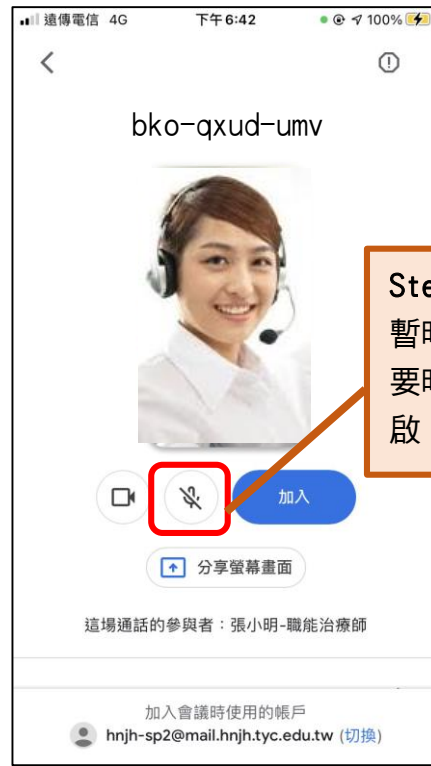 遠傳電信 4G 下午6:42 100%
bko-qxud-umv
暫
要
啟
加入
分享螢幕畫面
這場通話的參與者：張小明-職能治療師
加入會議時使用的帳戶
hnjh-sp2@mail.hnjh.tyc.edu.tw (切換)